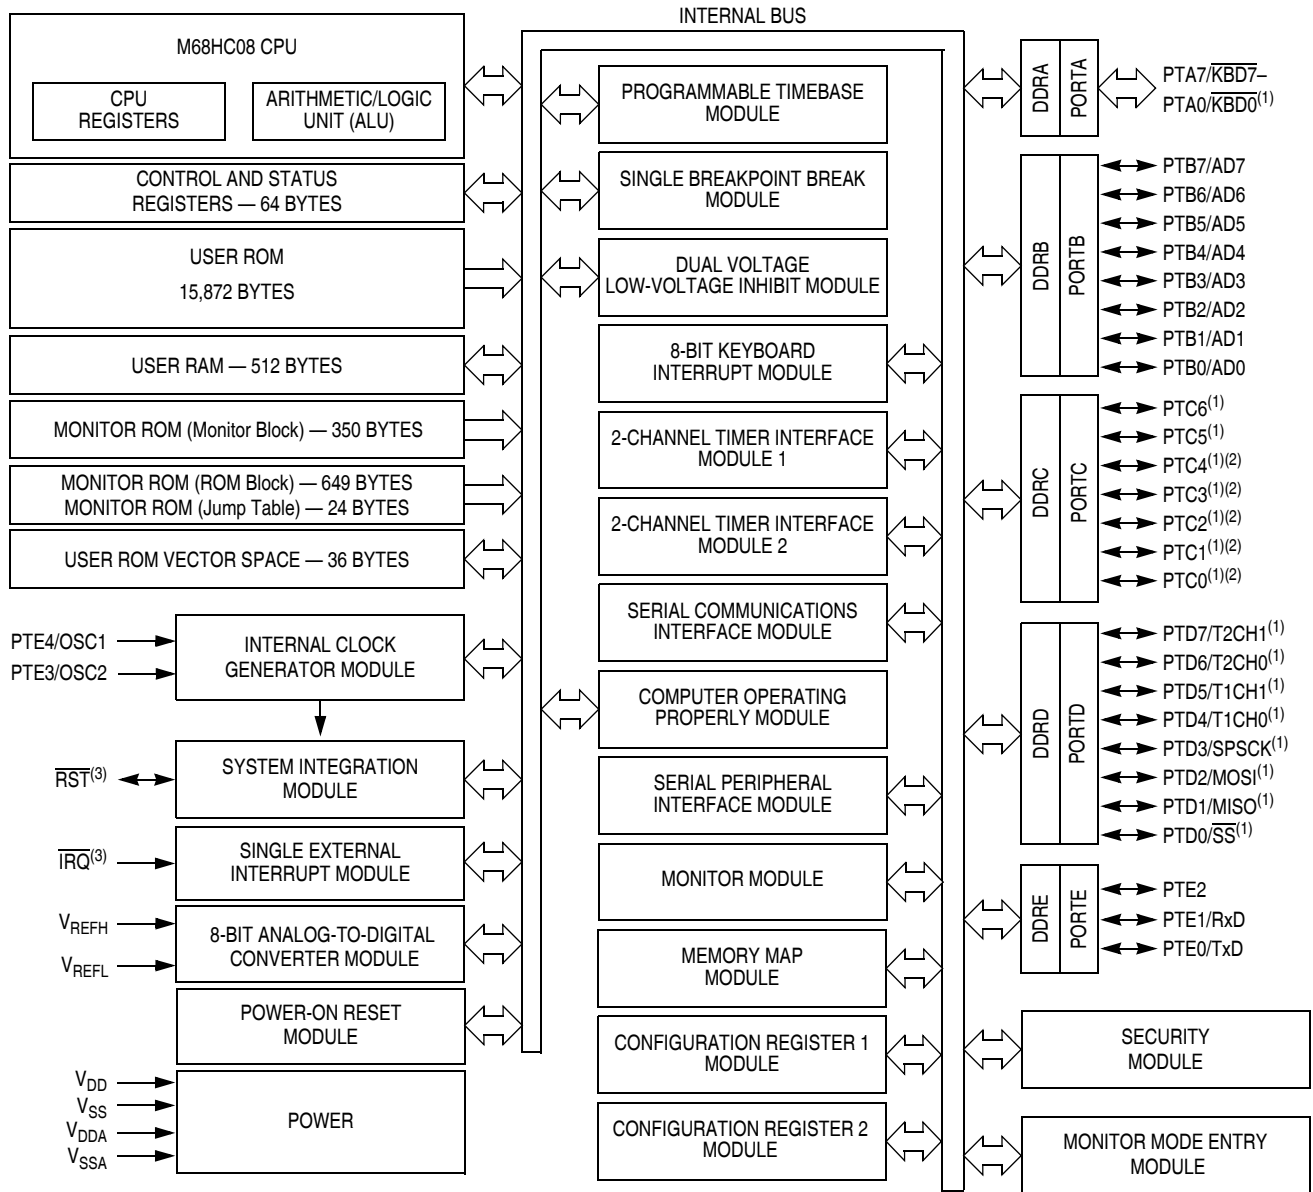 INTERNAL BUS
M68HC08 CPU
CPU
REGISTERS
ARITHMETIC/LOGIC
UNIT (ALU)
CONTROL AND STATUS
REGISTERS — 64 BYTES
USER ROM
15,872 BYTES
USER RAM — 512 BYTES
MONITOR ROM (Monitor Block) — 350 BYTES
MONITOR ROM (ROM Block) — 649 BYTES
MONITOR ROM (Jump Table) — 24 BYTES
USER ROM VECTOR SPACE — 36 BYTES
PTE4/OSC1
PTE3/OSC2
INTERNAL CLOCK
GENERATOR MODULE
RST(3)
SYSTEM INTEGRATION
MODULE
IRQ(3)
SINGLE EXTERNAL
INTERRUPT MODULE
VREFH
VREFL
8-BIT ANALOG-TO-DIGITAL
CONVERTER MODULE
POWER-ON RESET
MODULE
VDD
VSS
VDDA
VSSA
POWER
PROGRAMMABLE TIMEBASE
MODULE
SINGLE BREAKPOINT BREAK
MODULE
DUAL VOLTAGE
LOW-VOLTAGE INHIBIT MODULE
8-BIT KEYBOARD
INTERRUPT MODULE
2-CHANNEL TIMER INTERFACE
MODULE 1
2-CHANNEL TIMER INTERFACE
MODULE 2
SERIAL COMMUNICATIONS
INTERFACE MODULE
COMPUTER OPERATING
PROPERLY MODULE
SERIAL PERIPHERAL
INTERFACE MODULE
MONITOR MODULE
MEMORY MAP
MODULE
CONFIGURATION REGISTER 1
MODULE
CONFIGURATION REGISTER 2
MODULE
DDRA
PORTA
PTA7/KBD7–
PTA0/KBD0(1)
DDRB
PORTB
PTB7/AD7
PTB6/AD6
PTB5/AD5
PTB4/AD4
PTB3/AD3
PTB2/AD2
PTB1/AD1
PTB0/AD0
DDRC
PORTC
PTC6(1)
PTC5(1)
PTC4(1)(2)
PTC3(1)(2)
PTC2(1)(2)
PTC1(1)(2)
PTC0(1)(2)
DDRD
PORTD
PTD7/T2CH1(1)
PTD6/T2CH0(1)
PTD5/T1CH1(1)
PTD4/T1CH0(1)
PTD3/SPSCK(1)
PTD2/MOSI(1)
PTD1/MISO(1)
PTD0/SS(1)
DDRE
PORTE
PTE2
PTE1/RxD
PTE0/TxD
SECURITY
MODULE
MONITOR MODE ENTRY
MODULE